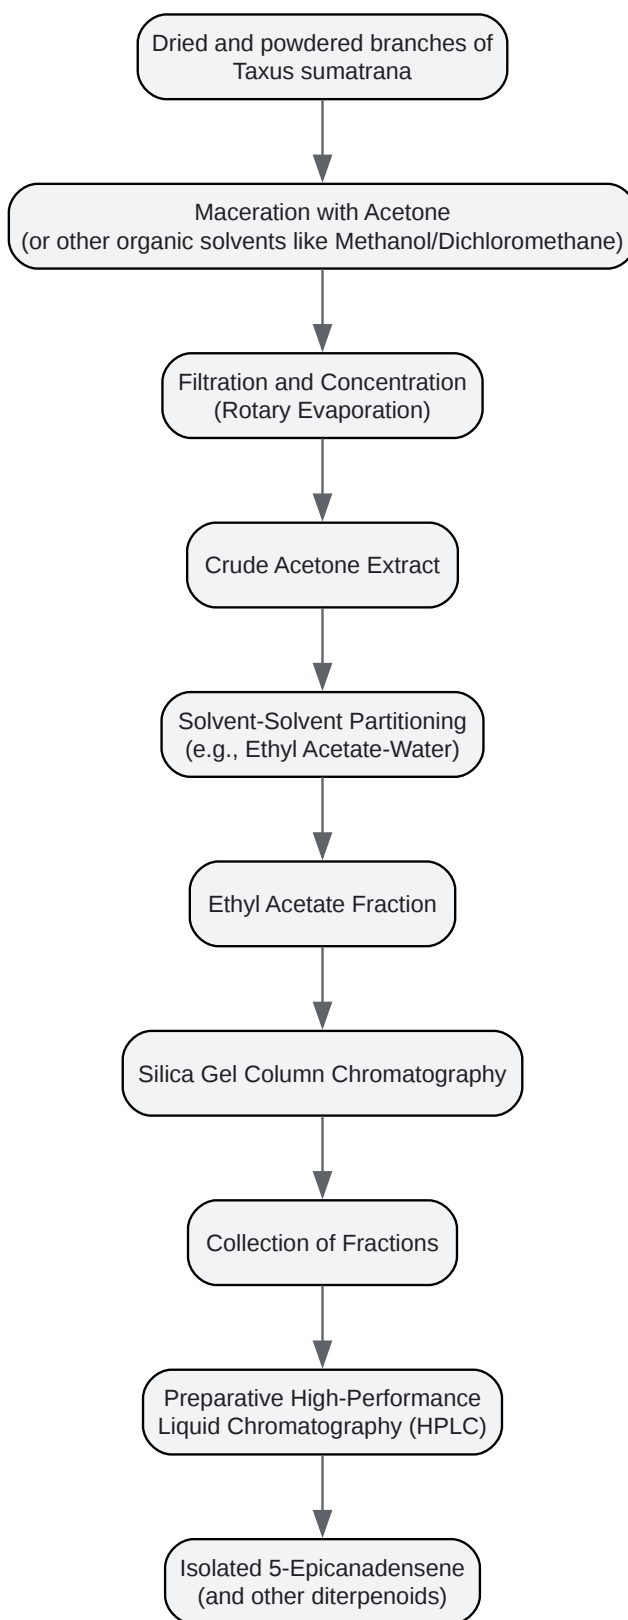 Dried and powdered branches of
Taxus sumatrana
Maceration with Acetone
(or other organic solvents like Methanol/Dichloromethane)
Filtration and Concentration
(Rotary Evaporation)
Crude Acetone Extract
Solvent-Solvent Partitioning
(e.g., Ethyl Acetate-Water)
Ethyl Acetate Fraction
Silica Gel Column Chromatography
Collection of Fractions
Preparative High-Performance
Liquid Chromatography (HPLC)
Isolated 5-Epicanadensene
(and other diterpenoids)